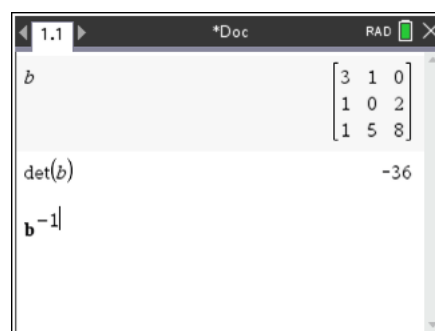 1.1 *Doc RAD
b [3 1 0
1 0 2
1 5 8]
det(b) -36
b⁻¹